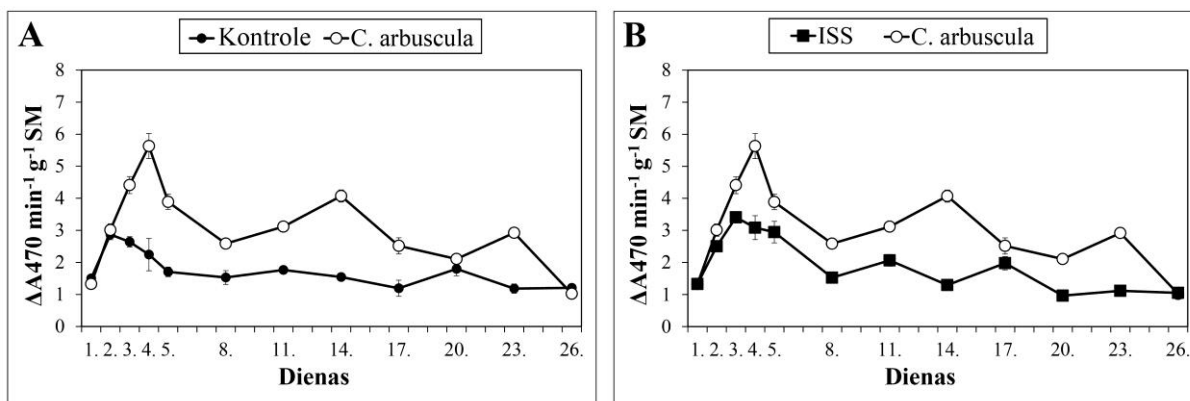 A
Kontrole C. arbuscula
ΔA470 min⁻¹ g⁻¹ SM
8
7
6
5
4
3
2
1
0
1. 2. 3. 4. 5. 8. 11. 14. 17. 20. 23. 26.
Dienas
B
ISS C. arbuscula
ΔA470 min⁻¹ g⁻¹ SM
8
7
6
5
4
3
2
1
0
1. 2. 3. 4. 5. 8. 11. 14. 17. 20. 23. 26.
Dienas